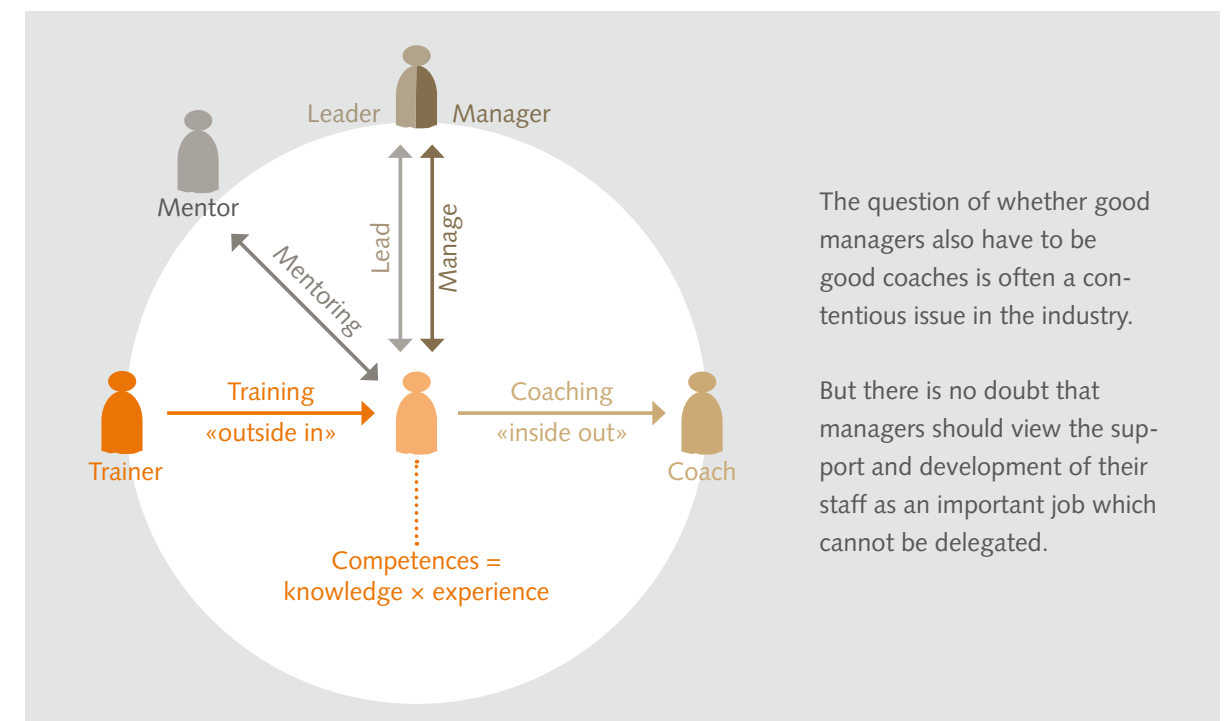 Leader
Manager
Mentor
Mentoring
Lead
Manage
Training
«outside in»
Coaching
«inside out»
Trainer
Coach
Competences =
knowledge × experience
The question of whether good
managers also have to be
good coaches is often a con-
tentious issue in the industry.
But there is no doubt that
managers should view the sup-
port and development of their
staff as an important job which
cannot be delegated.